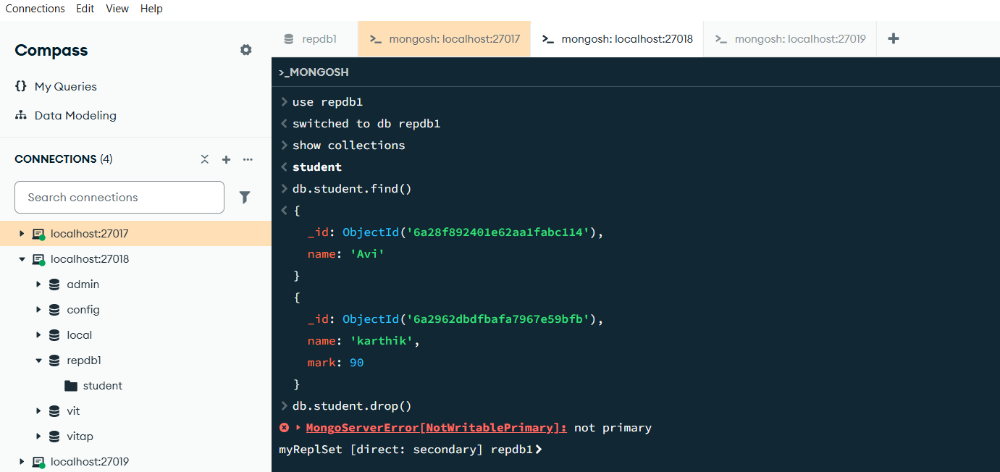 Connections Edit View Help
Compass
My Queries
Data Modeling
CONNECTIONS (4)
Search connections
localhost:27017
localhost:27018
admin
config
local
repdb1
student
vit
vitap
localhost:27019
repdb1
>_ mongosh: localhost:27017
>_ mongosh: localhost:27018
>_ mongosh: localhost:27019
>_MONGOSH
> use repdb1
< switched to db repdb1
> show collections
< student
> db.student.find()
< {
_id: ObjectId('6a28f892401e62aa1fabc114'),
name: 'Avi'
}
{
_id: ObjectId('6a2962dbdfbafa7967e59bfb'),
name: 'karthik',
mark: 90
}
> db.student.drop()
MongoServerError[NotWritablePrimary]: not primary
myReplSet [direct: secondary] repdb1>